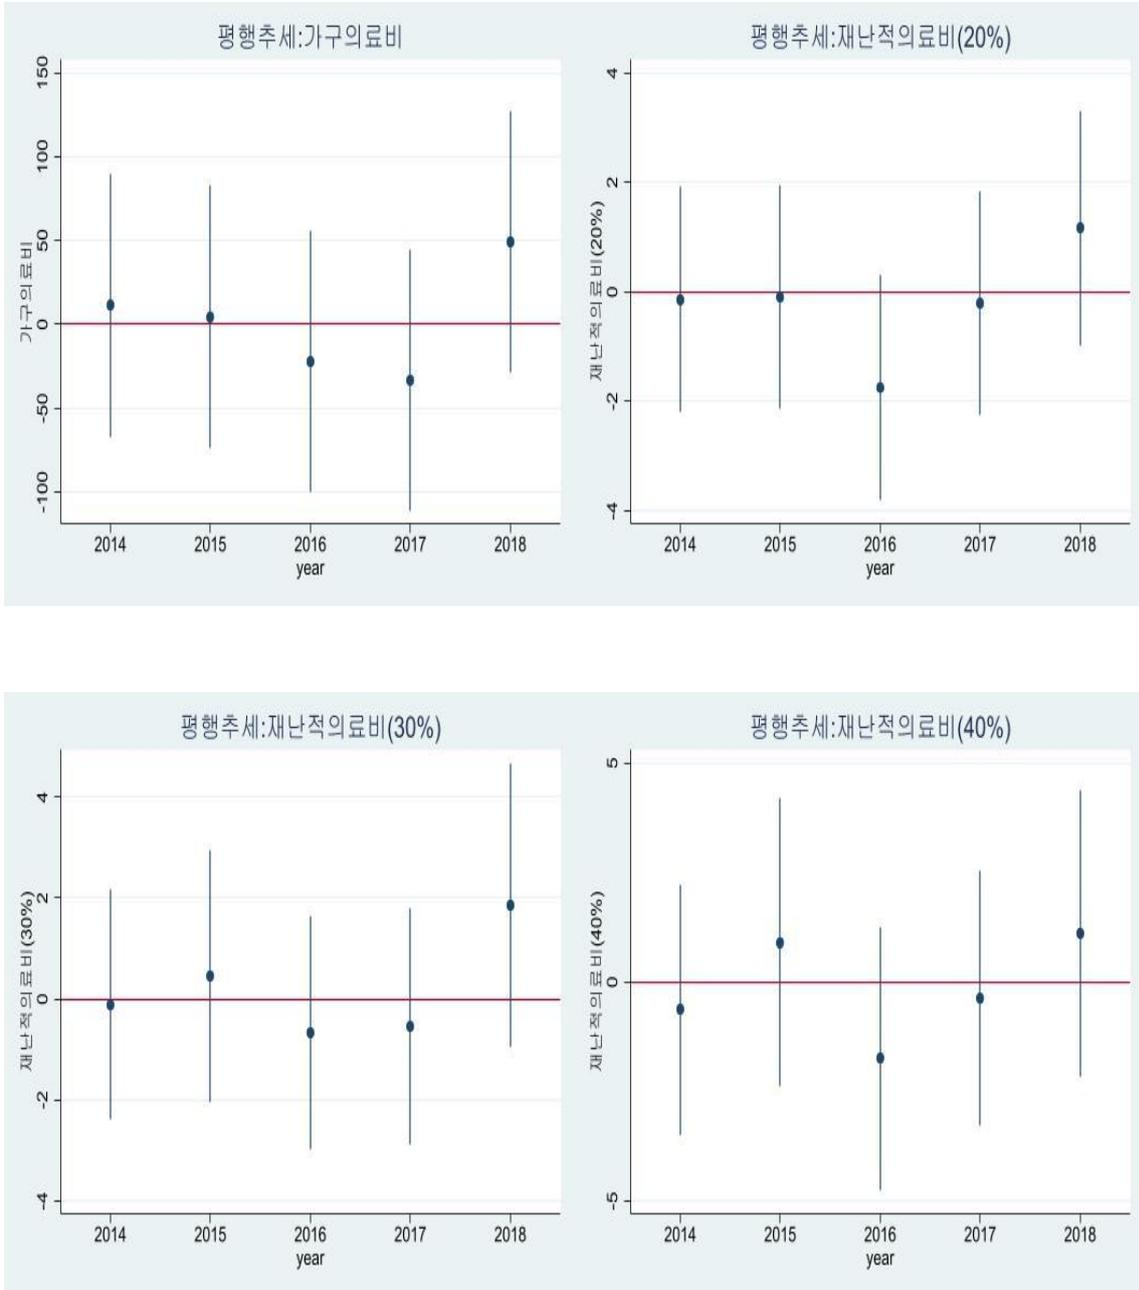 평행추세:가구의료비
가구의료비
150
100
50
0
-50
-100
2014 2015 2016 2017 2018
year
평행추세:재난적의료비(20%)
재난적의료비(20%)
4
2
0
-2
-4
2014 2015 2016 2017 2018
year
평행추세:재난적의료비(30%)
재난적의료비(30%)
4
2
0
-2
-4
2014 2015 2016 2017 2018
year
평행추세:재난적의료비(40%)
재난적의료비(40%)
5
0
-5
2014 2015 2016 2017 2018
year